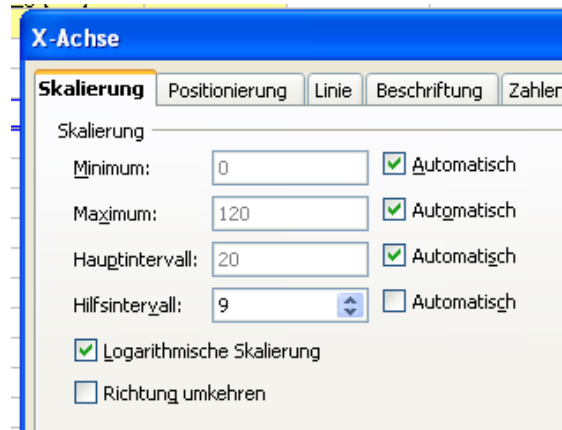 X-Achse
Skalierung Positionierung Linie Beschriftung Zahlen
Skalierung
Minimum: 0 Automatisch
Maximum: 120 Automatisch
Hauptintervall: 20 Automatisch
Hilfsintervall: 9 Automatisch
Logarithmische Skalierung
Richtung umkehren